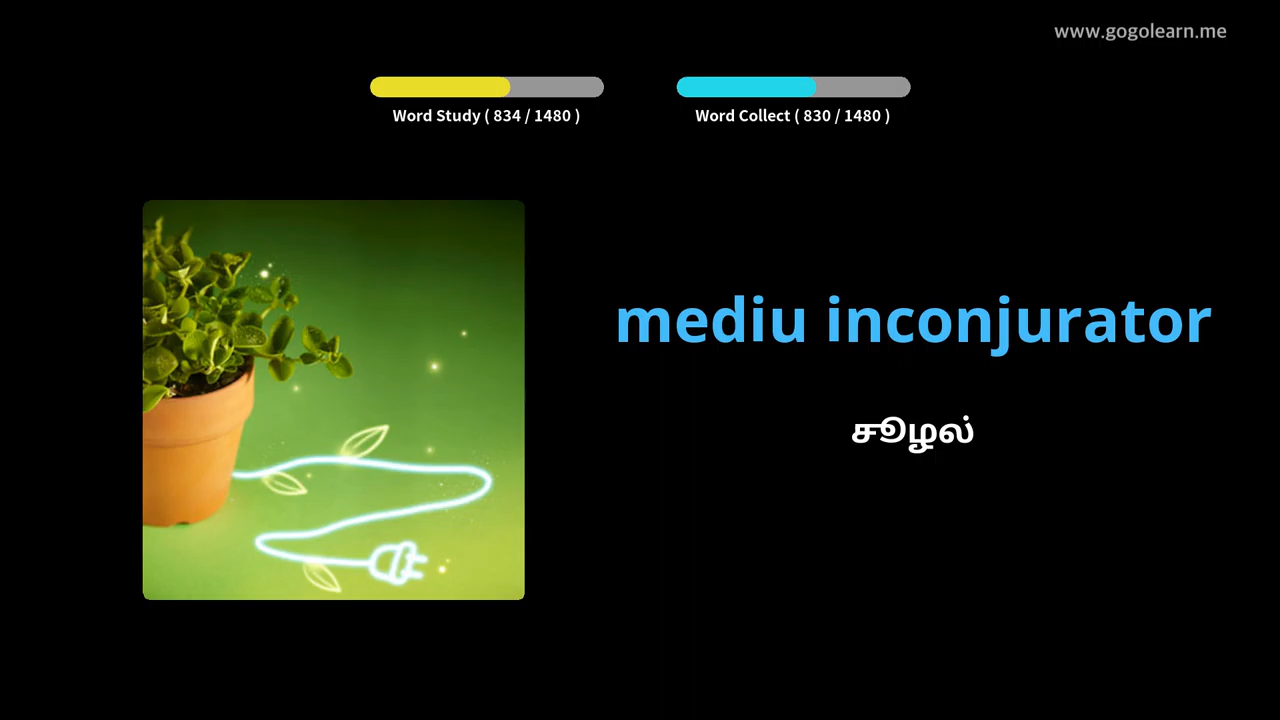 www.gogolearn.me
Word Study ( 834 / 1480 )
Word Collect ( 830 / 1480 )
mediu inconjurator
சூழல்